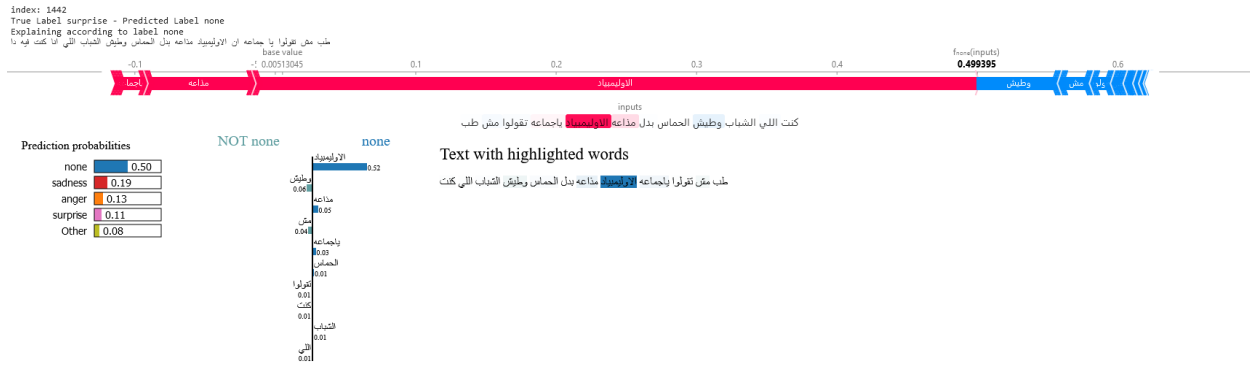 index: 1442
True Label surprise - Predicted Label none
Explaining according to label none
طب مش تقولوا يا جماعه ان الاوليمبياد مذاعه بدل الحماس وطيش الشباب اللي انا كنت فيه دا
base value
f none(inputs)
-0.1 0.00513045 0.1 0.2 0.3 0.4 0.499395 0.6
ياجما مذاعه الاوليمبياد وطيش مش ولو
inputs
كنت اللي الشباب وطيش الحماس بدل مذاعه الاوليمبياد ياجماعه تقولوا مش طب
Prediction probabilities
none 0.50
sadness 0.19
anger 0.13
surprise 0.11
Other 0.08
NOT none none
الاوليمبياد
0.52
وطيش
0.06
مذاعه
0.05
مش
0.04
ياجماعه
0.03
الحماس
0.01
تقولوا
0.01
كنت
0.01
الشباب
0.01
اللي
0.01
Text with highlighted words
طب مش تقولوا ياجماعه الاوليمبياد مذاعه بدل الحماس وطيش الشباب اللي كنت